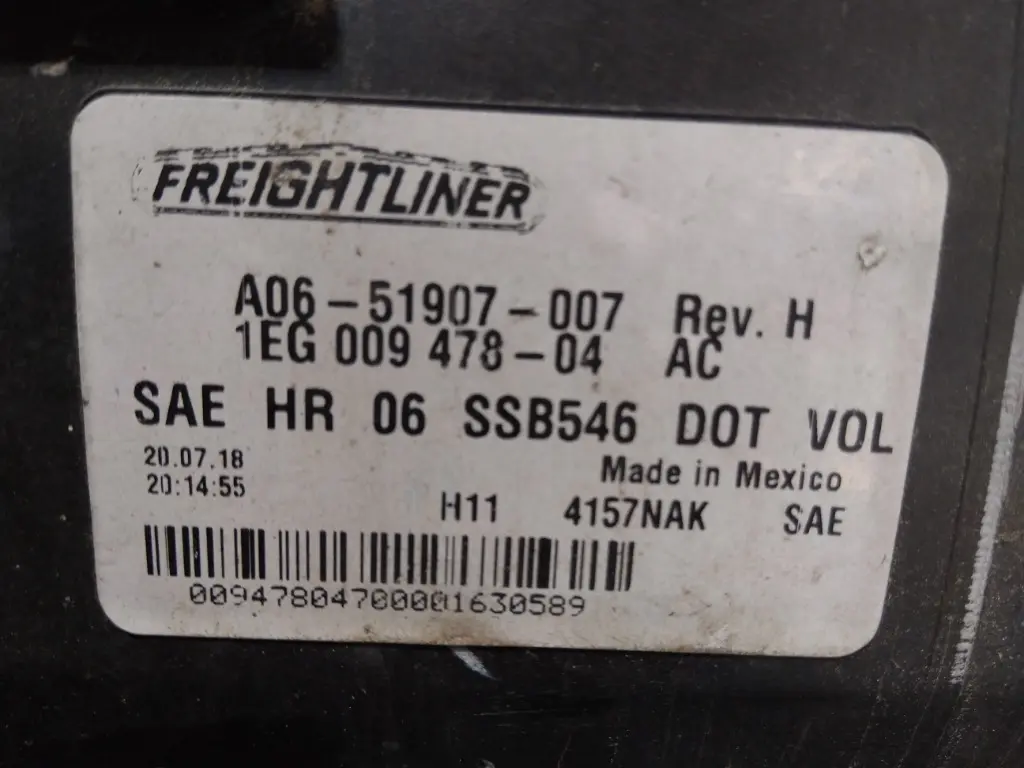 FREIGHTLINER
A06-51907-007 Rev. H
1EG 009 478-04 AC
SAE HR 06 SSB546 DOT VOL
20.07.18
Made in Mexico
20:14:55
H11 4157NAK SAE
00947804700001630589